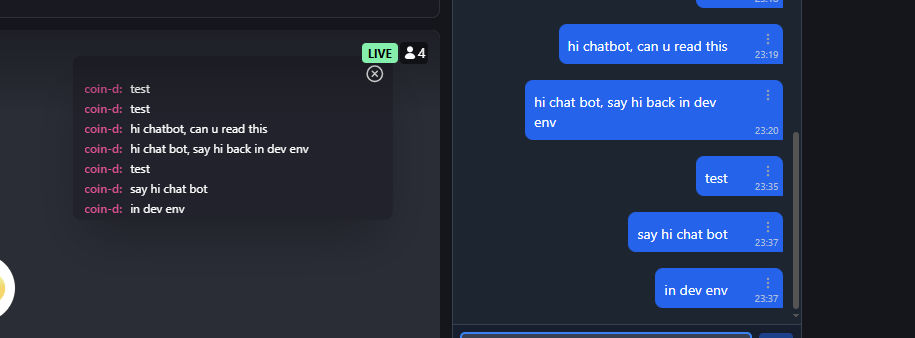 LIVE 4
coin-d: test
coin-d: test
coin-d: hi chatbot, can u read this
coin-d: hi chat bot, say hi back in dev env
coin-d: test
coin-d: say hi chat bot
coin-d: in dev env
hi chatbot, can u read this
23:19
hi chat bot, say hi back in dev
env
23:20
test
23:35
say hi chat bot
23:37
in dev env
23:37